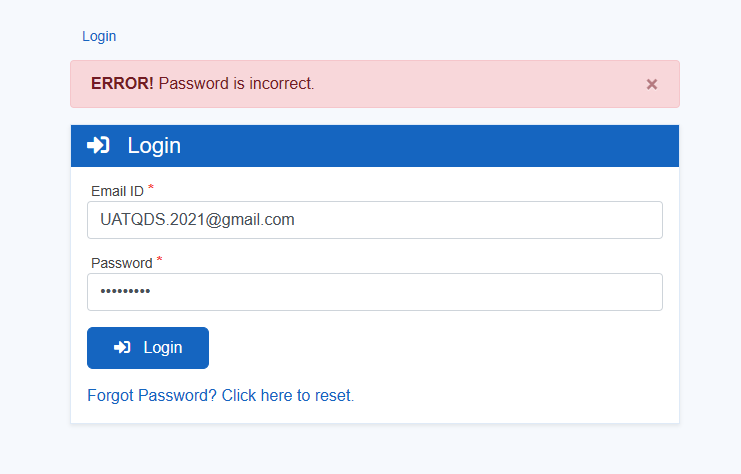 Login
ERROR! Password is incorrect.
×
Login
Email ID *
UATQDS.2021@gmail.com
Password *
•••••••••
Login
Forgot Password? Click here to reset.